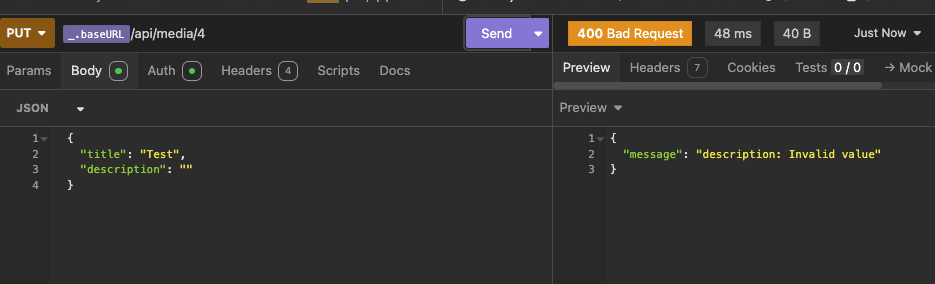 PUT
_.baseURL /api/media/4
Send
400 Bad Request
48 ms
40 B
Just Now
Params
Body
Auth
Headers 4
Scripts
Docs
Preview
Headers 7
Cookies
Tests 0 / 0
→ Mock
JSON
Preview
1 {
2 "title": "Test",
3 "description": ""
4 }
1 {
2 "message": "description: Invalid value"
3 }